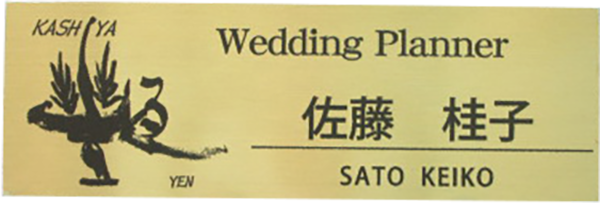 KASHIYA
Wedding Planner
佐藤 桂子
SATO KEIKO
YEN